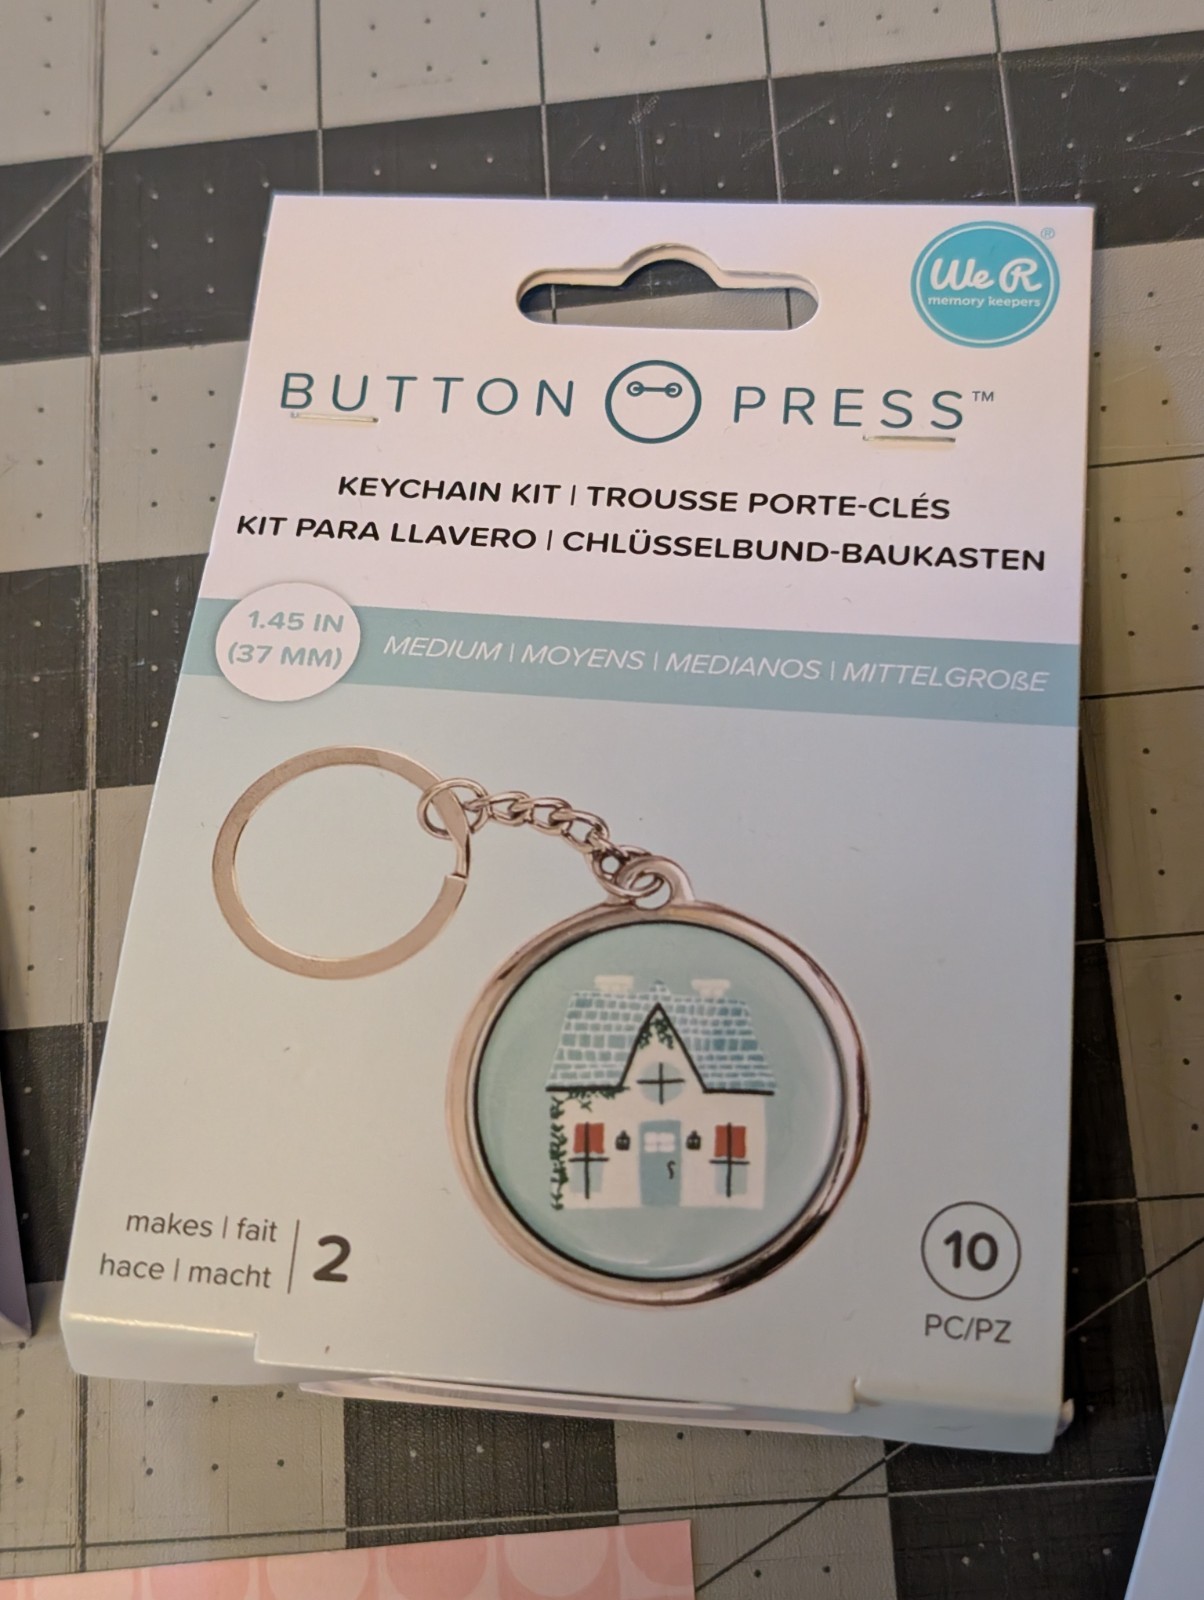 We R®
memory keepers
BUTTON PRESS™
KEYCHAIN KIT | TROUSSE PORTE-CLÉS
KIT PARA LLAVERO | CHLÜSSELBUND-BAUKASTEN
1.45 IN
(37 MM)
MEDIUM | MOYENS | MEDIANOS | MITTELGROßE
makes | fait
hace | macht
2
10
PC/PZ